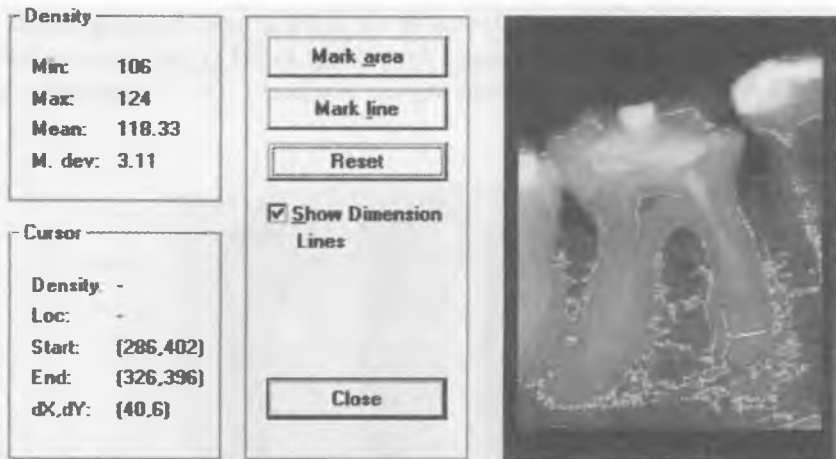 Density
Min: 106
Max: 124
Mean: 118.33
M. dev: 3.11
Cursor
Density -
Loc: -
Start: (286,402)
End: (326,396)
dX,dY: (40,6)
Mark area
Mark line
Reset
Show Dimension
Lines
Close